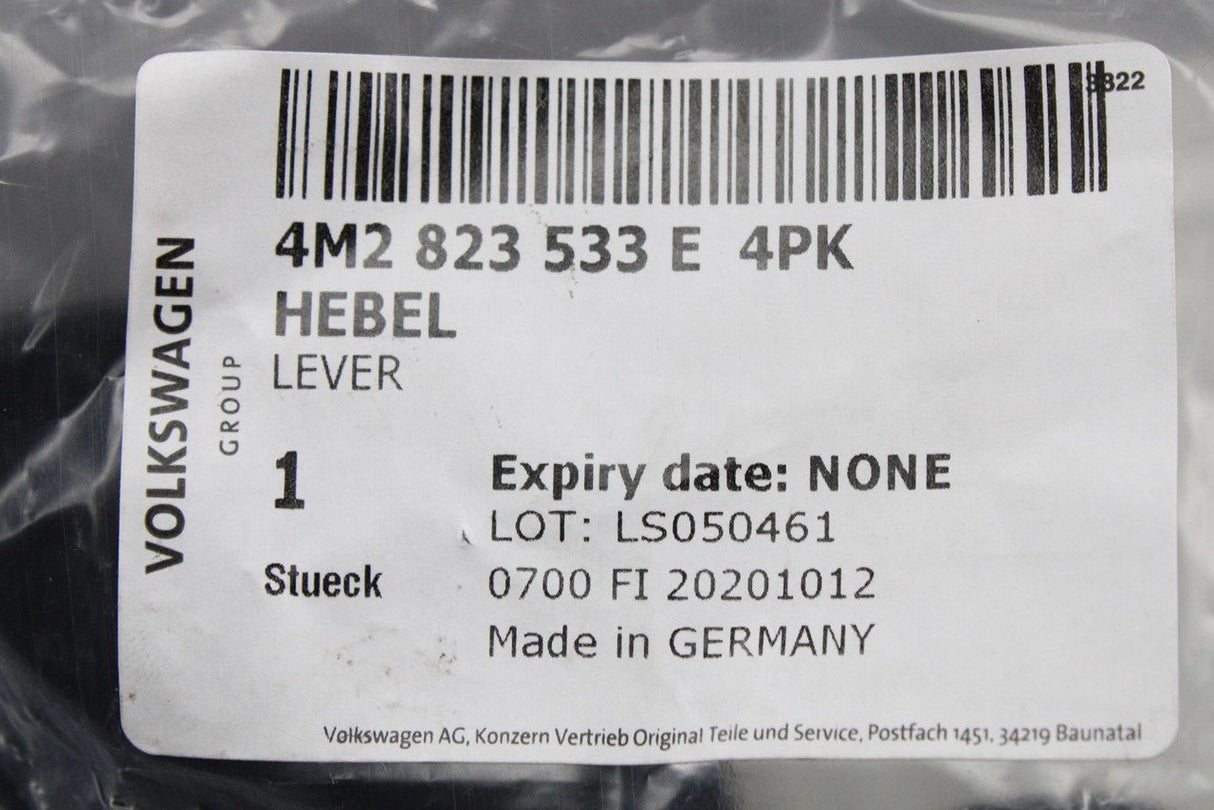 3822
4M2 823 533 E 4PK
HEBEL
LEVER
VOLKSWAGEN
GROUP
1
Stueck
Expiry date: NONE
LOT: LS050461
0700 FI 20201012
Made in GERMANY
Volkswagen AG, Konzern Vertrieb Original Teile und Service, Postfach 1451, 34219 Baunatal